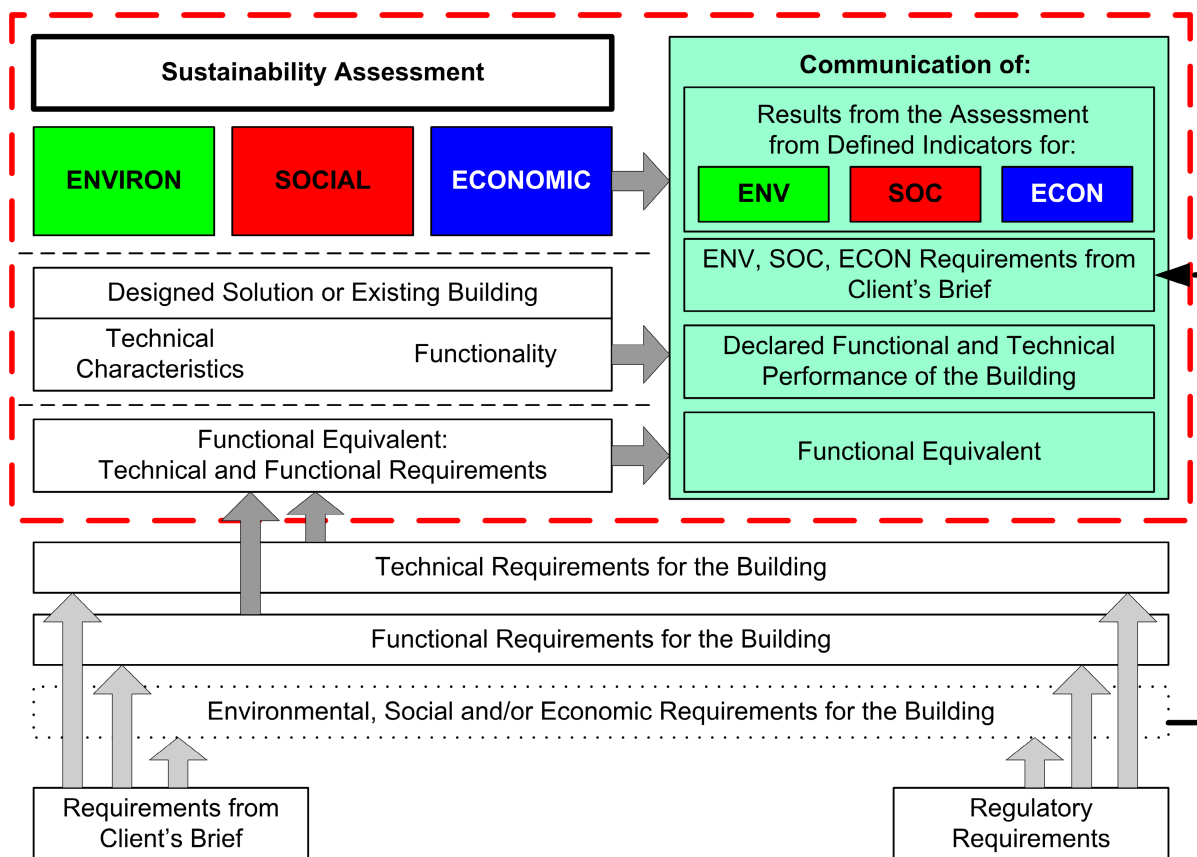 Sustainability Assessment
ENVIRON
SOCIAL
ECONOMIC
Communication of:
Results from the Assessment
from Defined Indicators for:
ENV
SOC
ECON
ENV, SOC, ECON Requirements from
Client's Brief
Designed Solution or Existing Building
Technical
Characteristics
Functionality
Declared Functional and Technical
Performance of the Building
Functional Equivalent:
Technical and Functional Requirements
Functional Equivalent
Technical Requirements for the Building
Functional Requirements for the Building
Environmental, Social and/or Economic Requirements for the Building
Requirements from
Client's Brief
Regulatory
Requirements